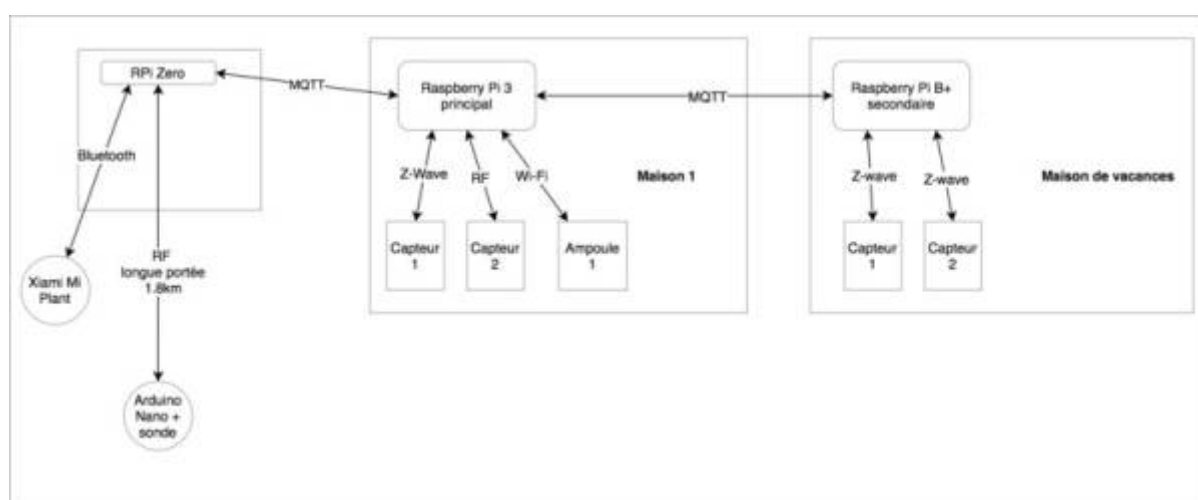 RPi Zero
MQTT
Bluetooth
RF
longue portée
1.8km
Xiami Mi
Plant
Arduino
Nano +
sonde
Raspberry Pi 3
principal
MQTT
Z-Wave
RF
Wi-Fi
Maison 1
Capteur
1
Capteur
2
Ampoule
1
Raspberry Pi B+
secondaire
Z-wave
Z-wave
Maison de vacances
Capteur
1
Capteur
2